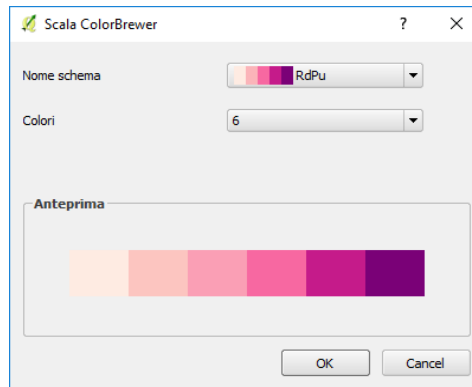 Scala ColorBrewer
Nome schema RdPu
Colori 6
Anteprima
OK Cancel